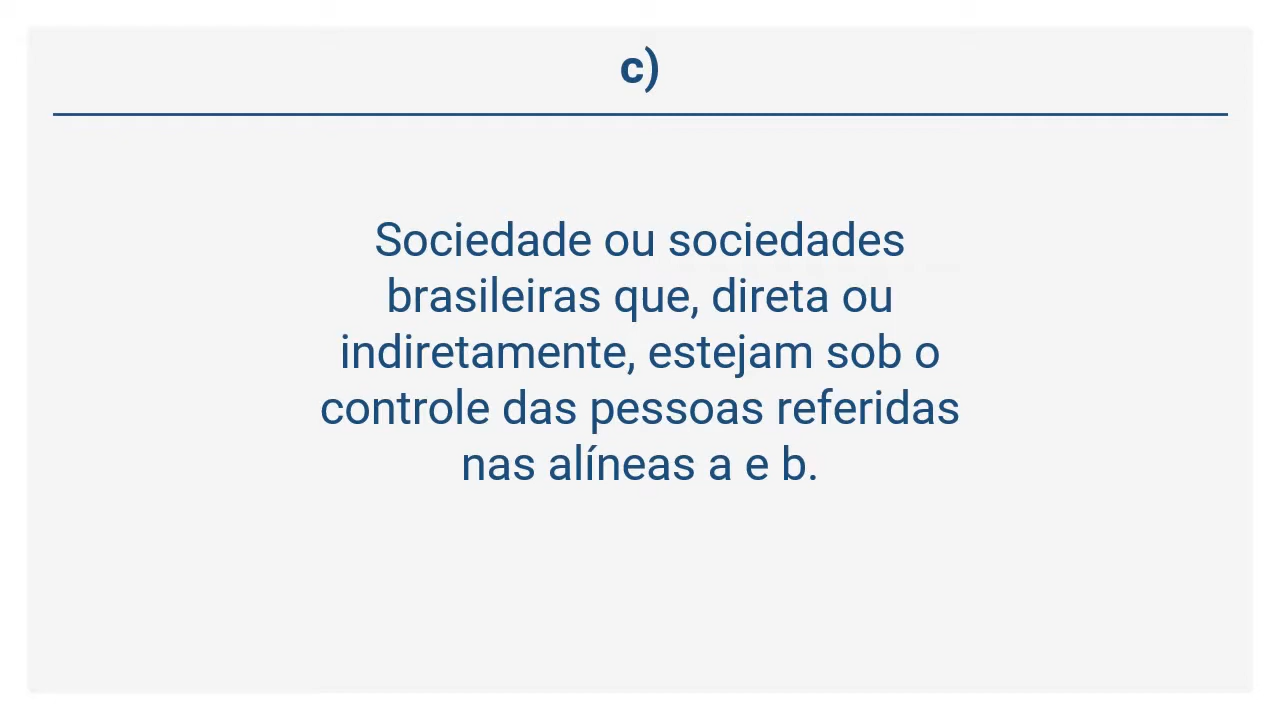 c)
Sociedade ou sociedades
brasileiras que, direta ou
indiretamente, estejam sob o
controle das pessoas referidas
nas alíneas a e b.